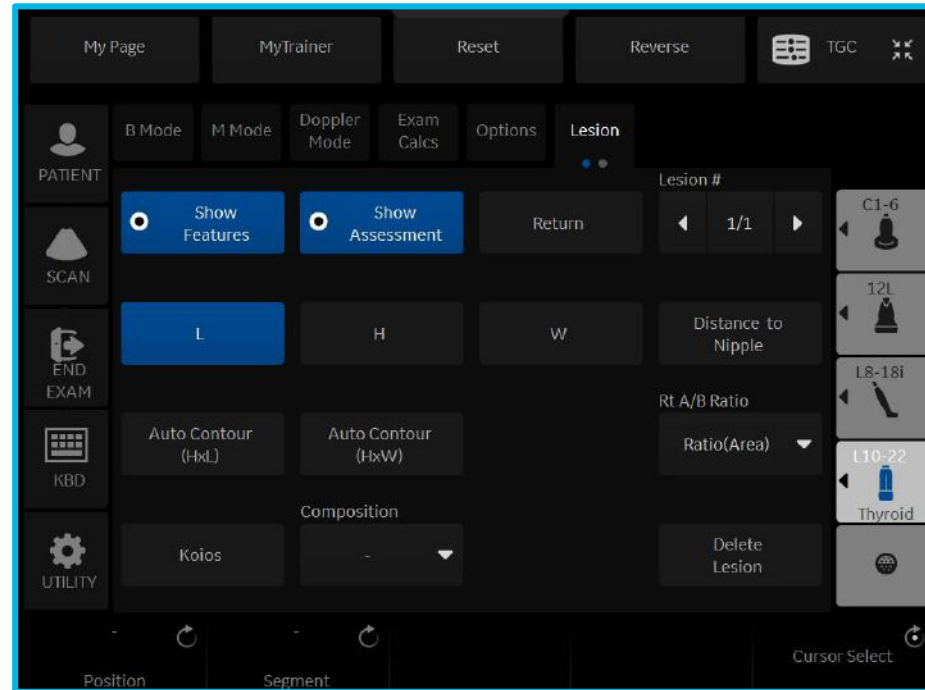 My Page
MyTrainer
Reset
Reverse
TGC
PATIENT
B Mode
M Mode
Doppler
Mode
Exam
Calcs
Options
Lesion
Show
Features
Show
Assessment
Return
Lesion #
1/1
C1-6
SCAN
L
H
W
Distance to
Nipple
12L
END
EXAM
Auto Contour
(HxL)
Auto Contour
(HxW)
Rt A/B Ratio
Ratio(Area)
L8-18i
KBD
L10-22
Thyroid
Koios
Composition
-
Delete
Lesion
UTILITY
-
Position
-
Segment
Cursor Select